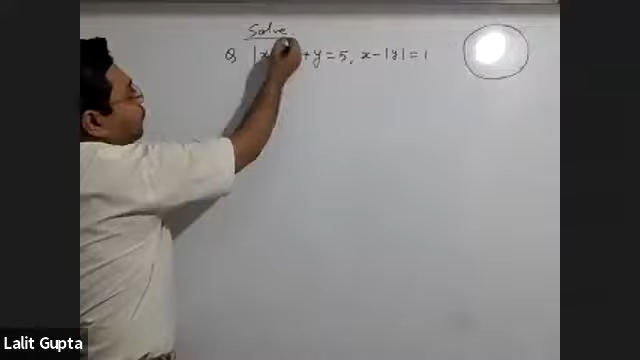 Solve
Q |x + y = 5, x - |y| = 1
Lalit Gupta